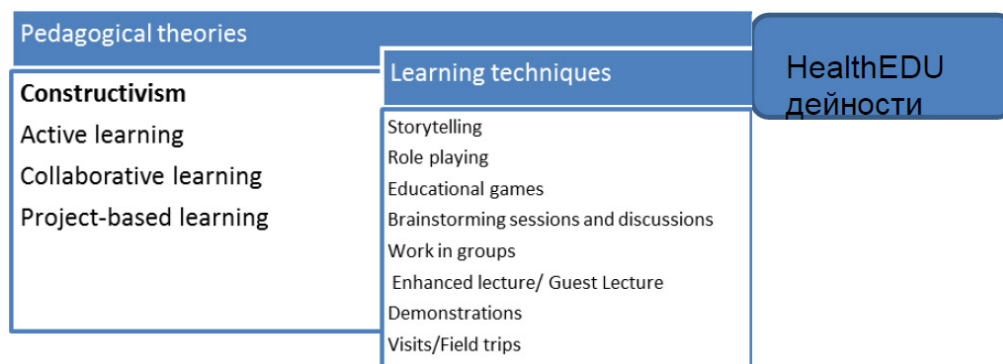 Pedagogical theories
Constructivism
Active learning
Collaborative learning
Project-based learning
Learning techniques
Storytelling
Role playing
Educational games
Brainstorming sessions and discussions
Work in groups
Enhanced lecture/ Guest Lecture
Demonstrations
Visits/Field trips
HealthEDU
дейности